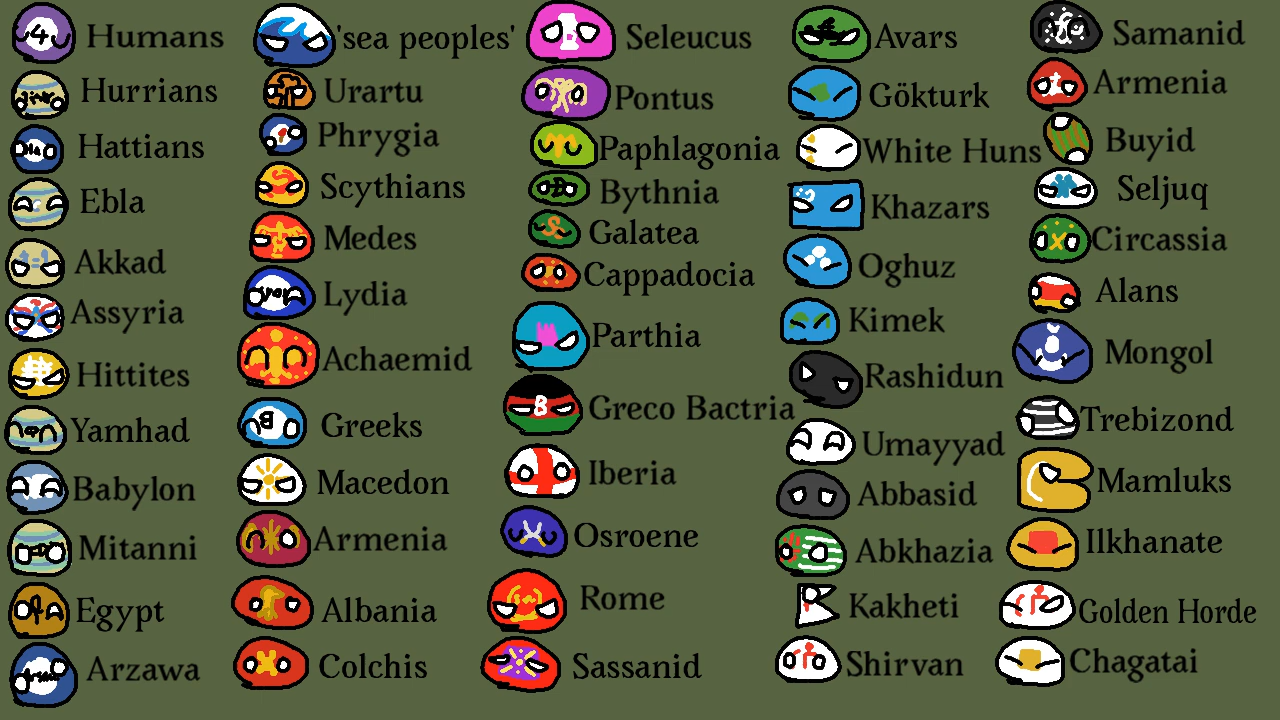 Humans
Hurrians
Hattians
Ebla
Akkad
Assyria
Hittites
Yamhad
Babylon
Mitanni
Egypt
Arzawa
'sea peoples'
Urartu
Phrygia
Scythians
Medes
Lydia
Achaemid
Greeks
Macedon
Armenia
Albania
Colchis
Seleucus
Pontus
Paphlagonia
Bythnia
Galatea
Cappadocia
Parthia
Greco Bactria
Iberia
Osroene
Rome
Sassanid
Avars
Gökturk
White Huns
Khazars
Oghuz
Kimek
Rashidun
Umayyad
Abbasid
Abkhazia
Kakheti
Shirvan
Samanid
Armenia
Buyid
Seljuq
Circassia
Alans
Mongol
Trebizond
Mamluks
Ilkhanate
Golden Horde
Chagatai